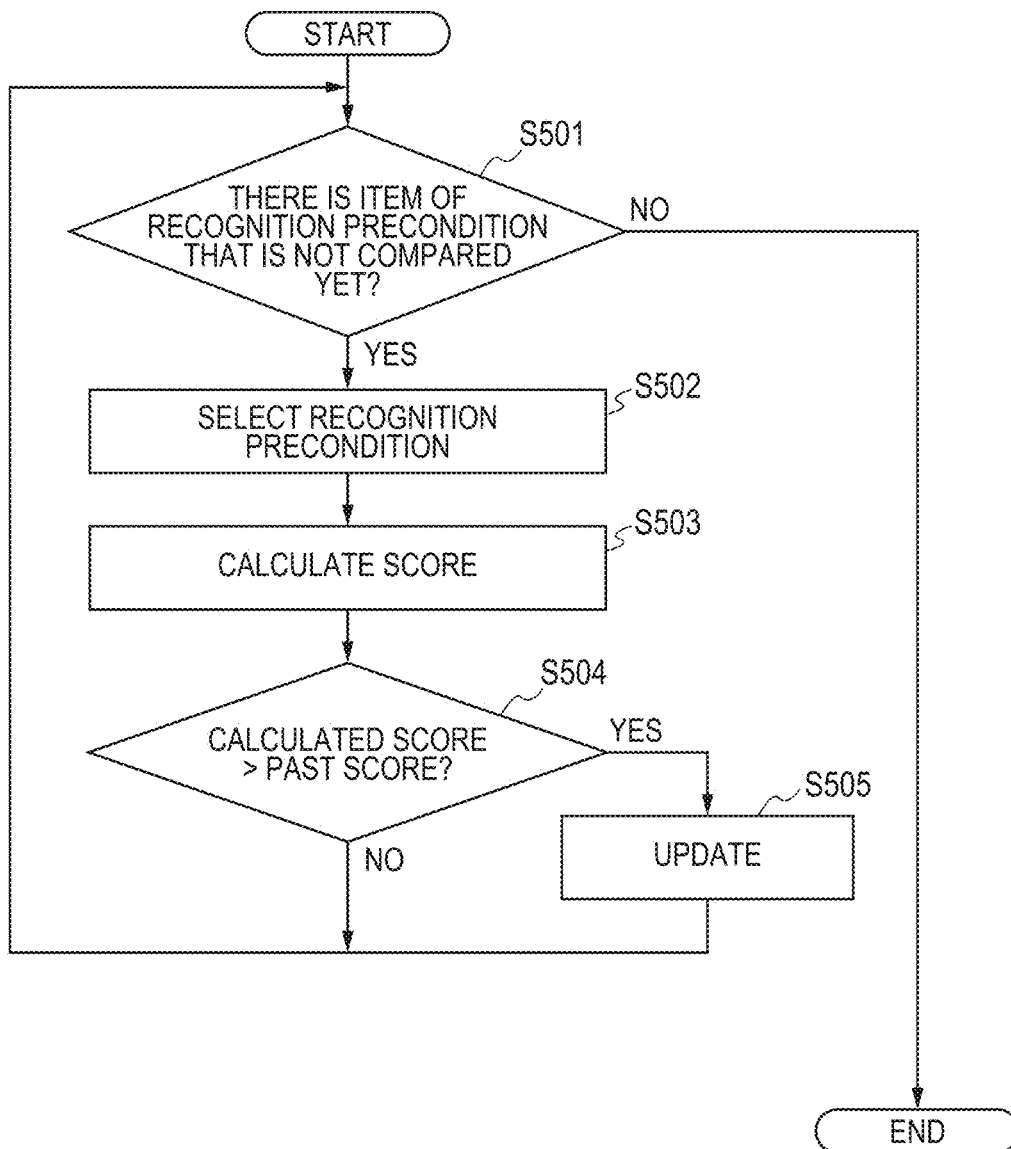 START
S501
THERE IS ITEM OF
RECOGNITION PRECONDITION
THAT IS NOT COMPARED
YET?
NO
YES
S502
SELECT RECOGNITION
PRECONDITION
S503
CALCULATE SCORE
S504
CALCULATED SCORE
> PAST SCORE?
YES
S505
UPDATE
NO
END